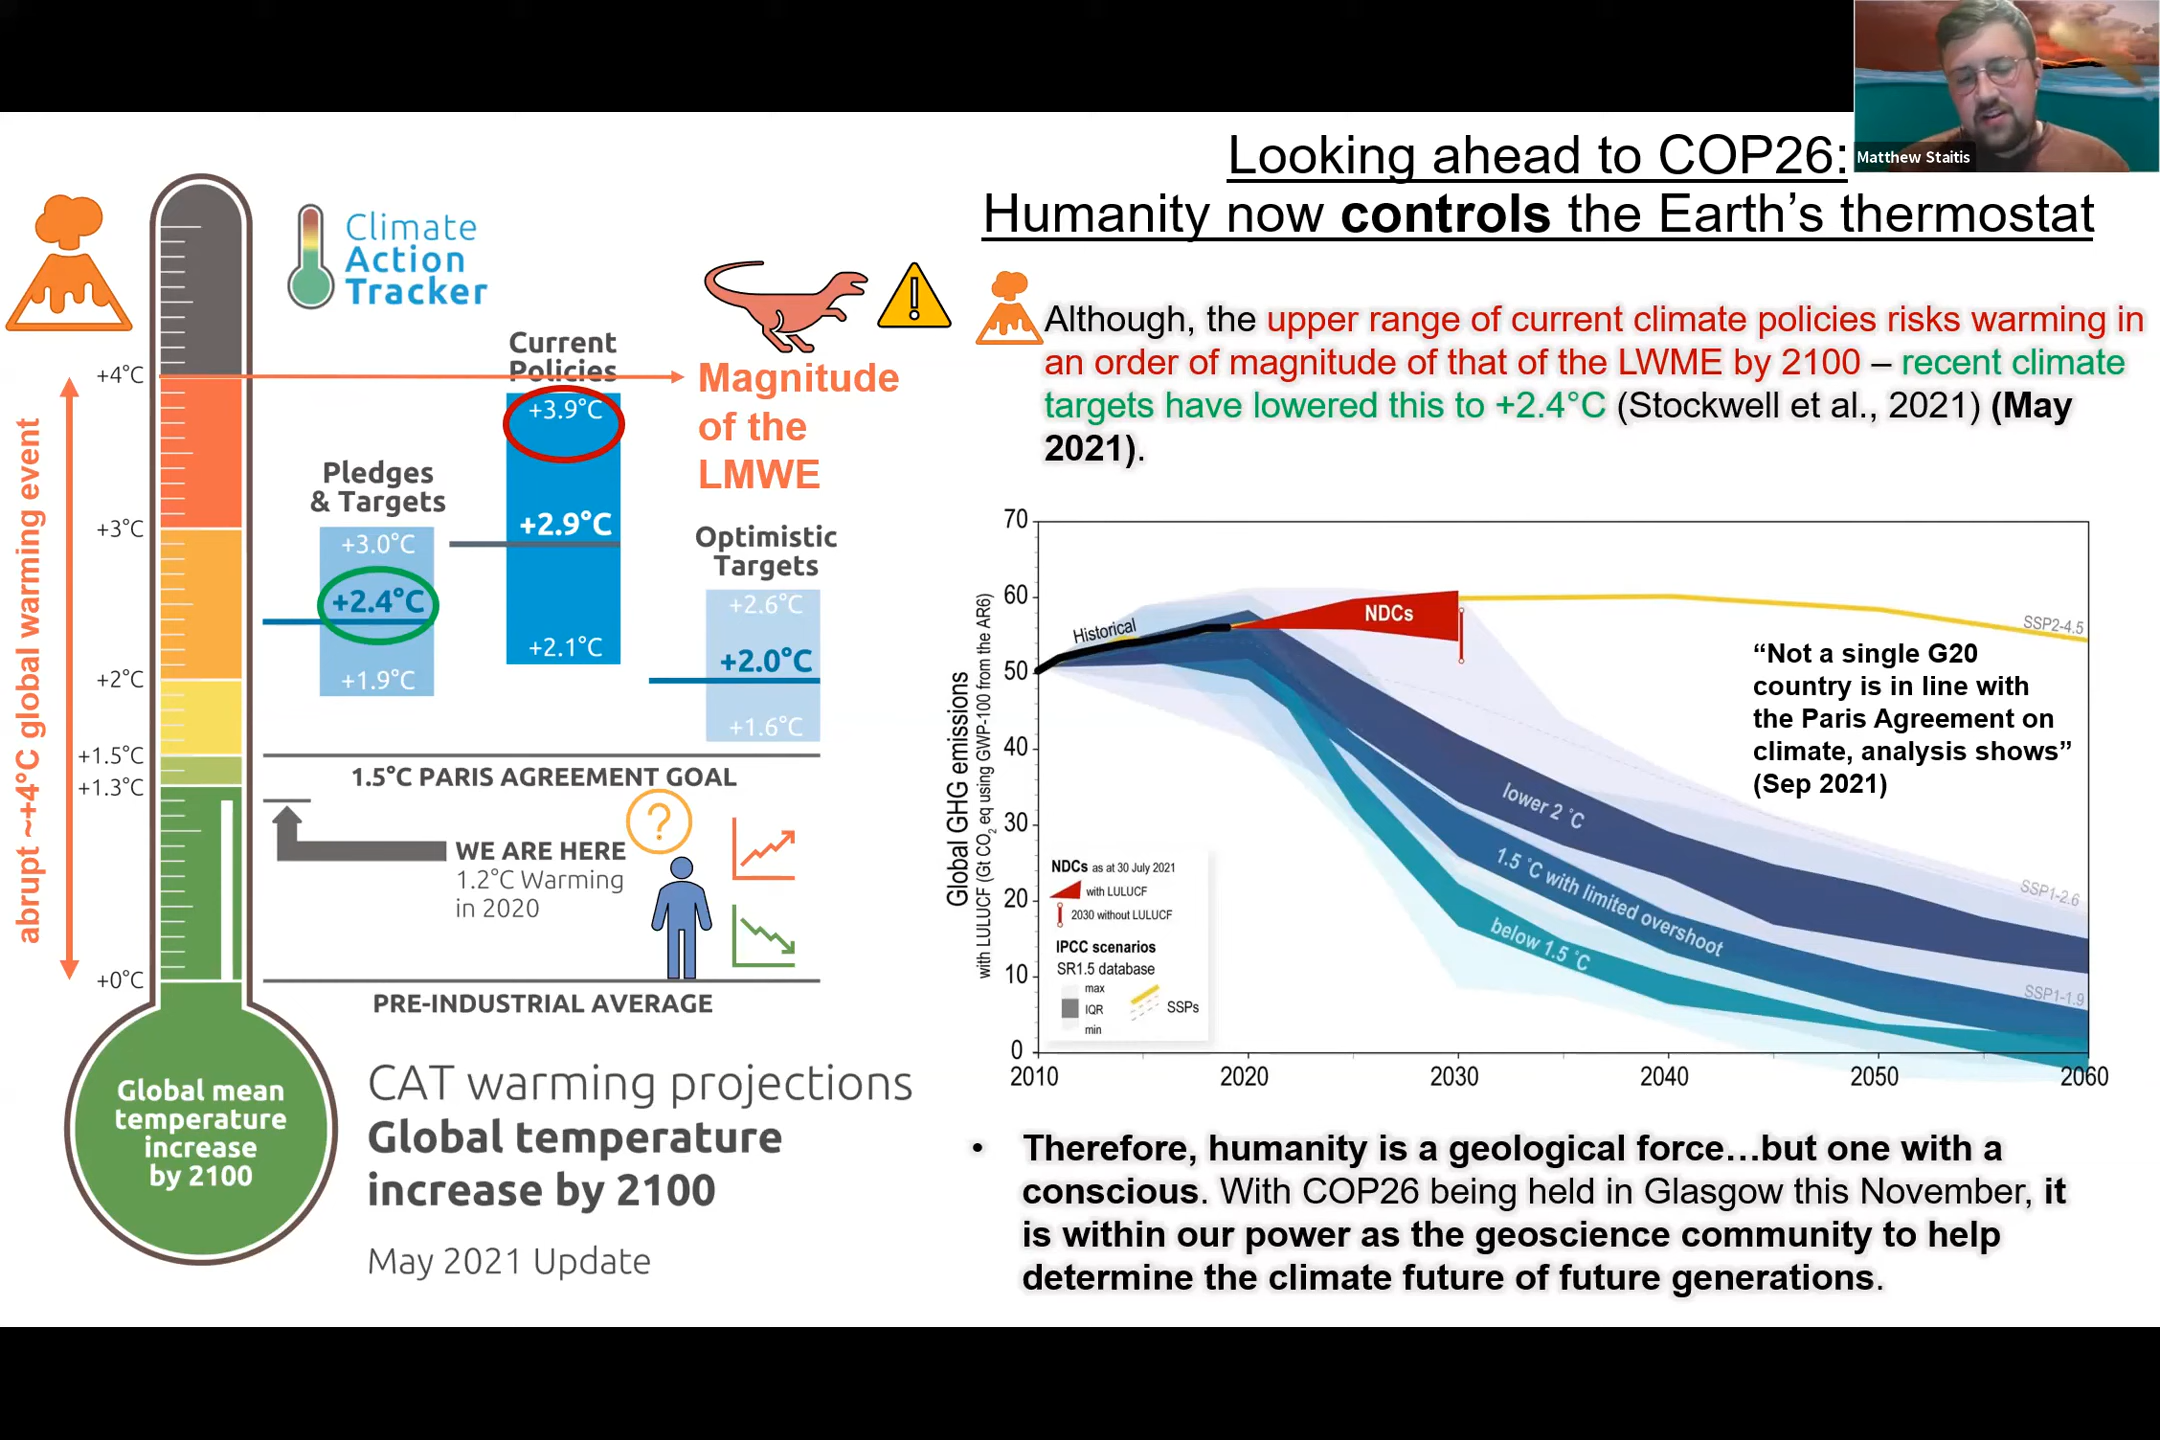 Matthew Staitis
Looking ahead to COP26:
Humanity now controls the Earth’s thermostat
Climate
Action
Tracker
abrupt ~+4°C global warming event
+4°C
+3°C
+2°C
+1.5°C
+1.3°C
+0°C
Global mean
temperature
increase
by 2100
Pledges
& Targets
+3.0°C
+2.4°C
+1.9°C
Current
Policies
+3.9°C
+2.9°C
+2.1°C
Magnitude
of the
LMWE
Optimistic
Targets
+2.6°C
+2.0°C
+1.6°C
1.5°C PARIS AGREEMENT GOAL
WE ARE HERE
1.2°C Warming
in 2020
?
PRE-INDUSTRIAL AVERAGE
CAT warming projections
Global temperature
increase by 2100
May 2021 Update
Although, the upper range of current climate policies risks warming in
an order of magnitude of that of the LWME by 2100 – recent climate
targets have lowered this to +2.4°C (Stockwell et al., 2021) (May
2021).
Global GHG emissions
with LULUCF (Gt CO2 eq using GWP-100 from the AR6)
70
60
50
40
30
20
10
0
2010
2020
2030
2040
2050
2060
Historical
NDCs
SSP2-4.5
“Not a single G20
country is in line with
the Paris Agreement on
climate, analysis shows”
(Sep 2021)
lower 2 °C
1.5 °C with limited overshoot
below 1.5 °C
SSP1-2.6
SSP1-1.9
NDCs as at 30 July 2021
with LULUCF
2030 without LULUCF
IPCC scenarios
SR1.5 database
max
IQR
min
SSPs
• Therefore, humanity is a geological force…but one with a
conscious. With COP26 being held in Glasgow this November, it
is within our power as the geoscience community to help
determine the climate future of future generations.